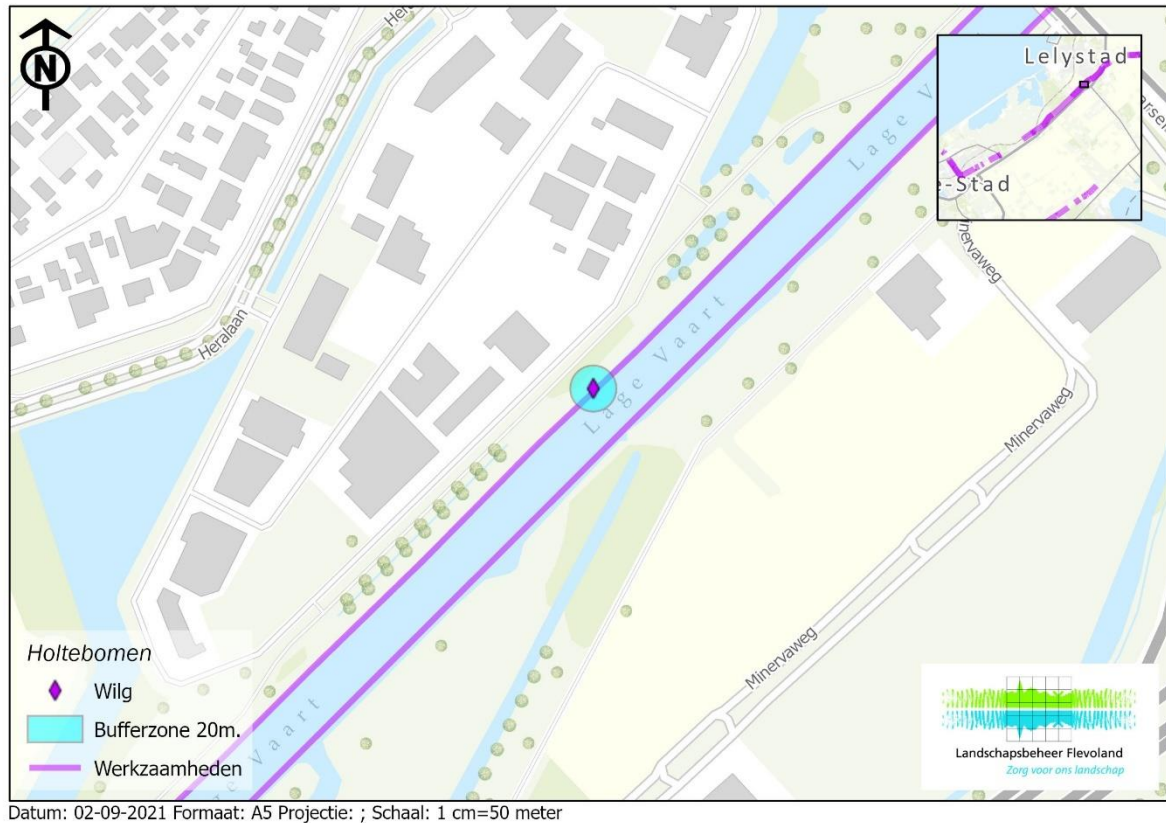 N
Lelystad
e-Stad
Lage V
Minervaweg
Heralaan
Lage Vaart
Minervaweg
Minervaweg
Vaart
Holtebomen
Wilg
Bufferzone 20m.
Werkzaamheden
Landschapsbeheer Flevoland
Zorg voor ons landschap
Datum: 02-09-2021 Formaat: A5 Projectie: ; Schaal: 1 cm=50 meter